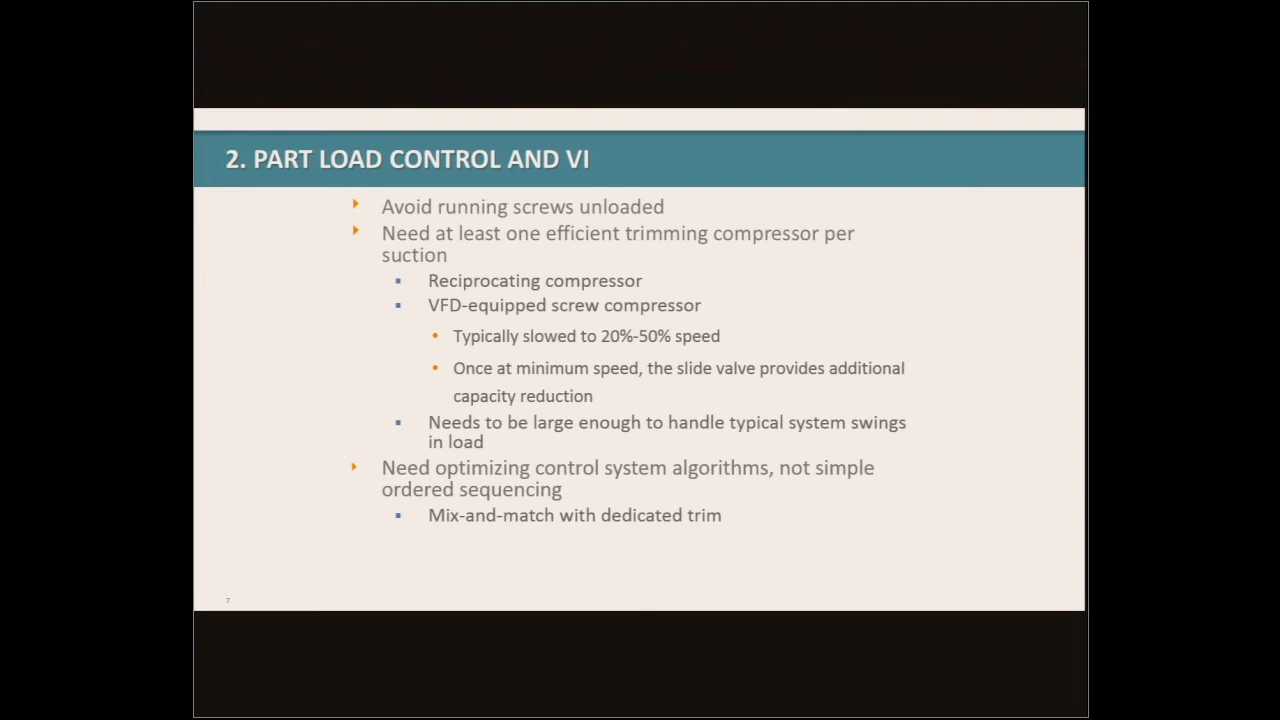 2. PART LOAD CONTROL AND VI
Avoid running screws unloaded
Need at least one efficient trimming compressor per
suction
Reciprocating compressor
VFD-equipped screw compressor
Typically slowed to 20%-50% speed
Once at minimum speed, the slide valve provides additional
capacity reduction
Needs to be large enough to handle typical system swings
in load
Need optimizing control system algorithms, not simple
ordered sequencing
Mix-and-match with dedicated trim
7